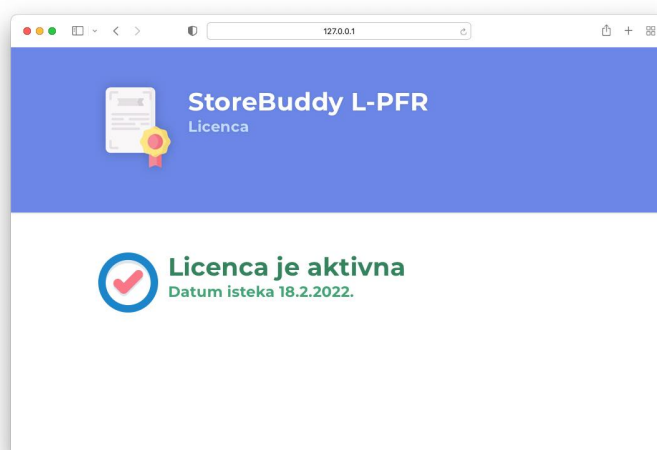 127.0.0.1
StoreBuddy L-PFR
Licenca
Licenca je aktivna
Datum isteka 18.2.2022.